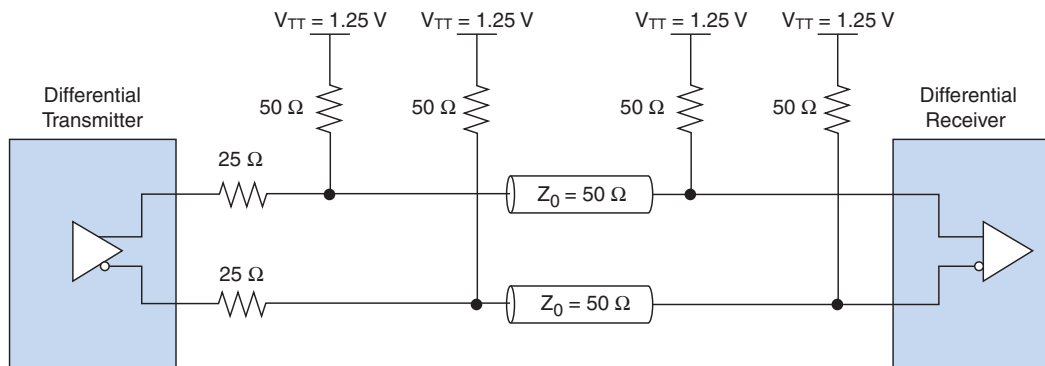 V_TT = 1.25 V V_TT = 1.25 V V_TT = 1.25 V V_TT = 1.25 V
Differential
Transmitter
50 Ω 50 Ω 50 Ω 50 Ω
Differential
Receiver
25 Ω
Z_0 = 50 Ω
25 Ω
Z_0 = 50 Ω